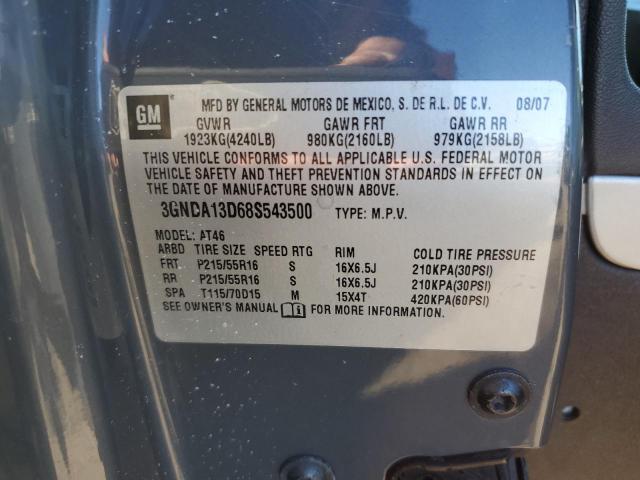 GM MFD BY GENERAL MOTORS DE MEXICO, S. DE R.L. DE C.V. 08/07
GVWR GAWR FRT GAWR RR
1923KG(4240LB) 980KG(2160LB) 979KG(2158LB)
THIS VEHICLE CONFORMS TO ALL APPLICABLE U.S. FEDERAL MOTOR
VEHICLE SAFETY AND THEFT PREVENTION STANDARDS IN EFFECT ON
THE DATE OF MANUFACTURE SHOWN ABOVE.
3GNDA13D68S543500 TYPE: M.P.V.
MODEL: AT46
ARBD TIRE SIZE SPEED RTG RIM COLD TIRE PRESSURE
FRT P215/55R16 S 16X6.5J 210KPA(30PSI)
RR P215/55R16 S 16X6.5J 210KPA(30PSI)
SPA T115/70D15 M 15X4T 420KPA(60PSI)
SEE OWNER'S MANUAL FOR MORE INFORMATION.